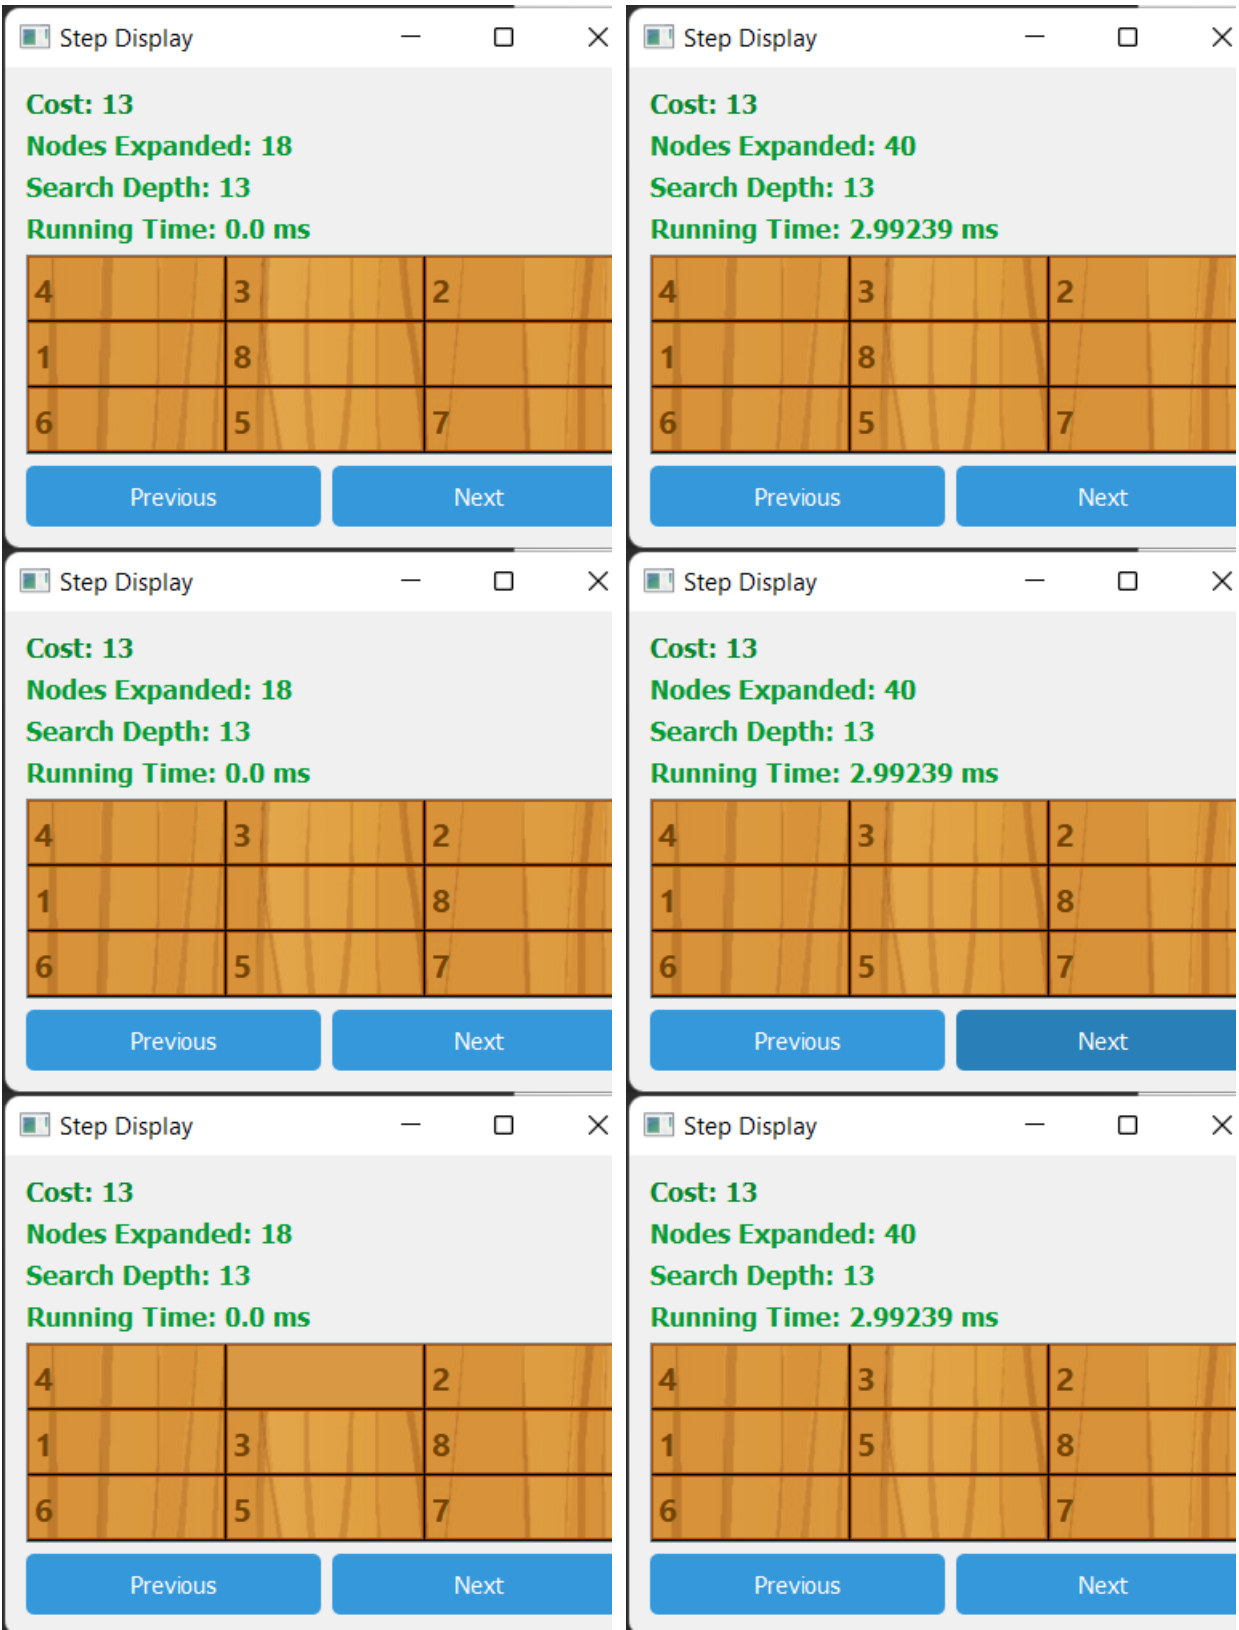 Step Display
Cost: 13
Nodes Expanded: 18
Search Depth: 13
Running Time: 0.0 ms
4 3 2
1 8
6 5 7
Previous Next
Step Display
Cost: 13
Nodes Expanded: 40
Search Depth: 13
Running Time: 2.99239 ms
4 3 2
1 8
6 5 7
Previous Next
Step Display
Cost: 13
Nodes Expanded: 18
Search Depth: 13
Running Time: 0.0 ms
4 3 2
1 8
6 5 7
Previous Next
Step Display
Cost: 13
Nodes Expanded: 40
Search Depth: 13
Running Time: 2.99239 ms
4 3 2
1 8
6 5 7
Previous Next
Step Display
Cost: 13
Nodes Expanded: 18
Search Depth: 13
Running Time: 0.0 ms
4 2
1 3 8
6 5 7
Previous Next
Step Display
Cost: 13
Nodes Expanded: 40
Search Depth: 13
Running Time: 2.99239 ms
4 3 2
1 5 8
6 7
Previous Next